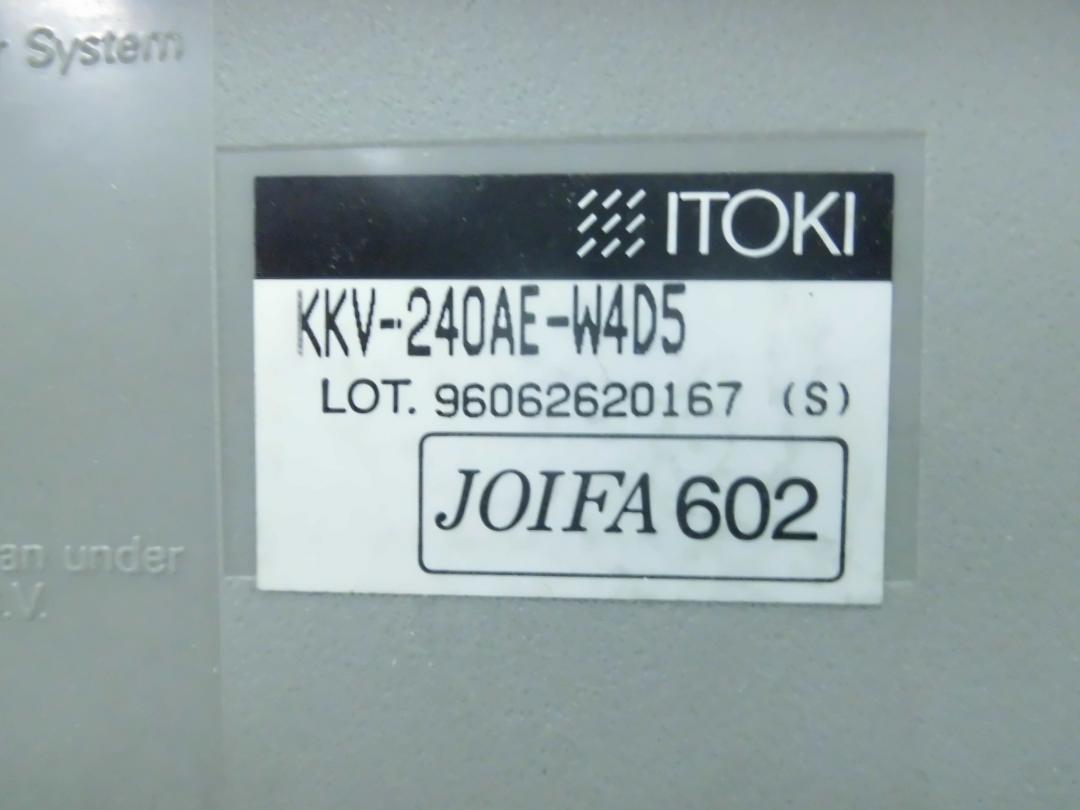 System
ITOKI
KKV-240AE-W4D5
LOT. 96062620167 (S)
JOIFA 602
an under
.V.